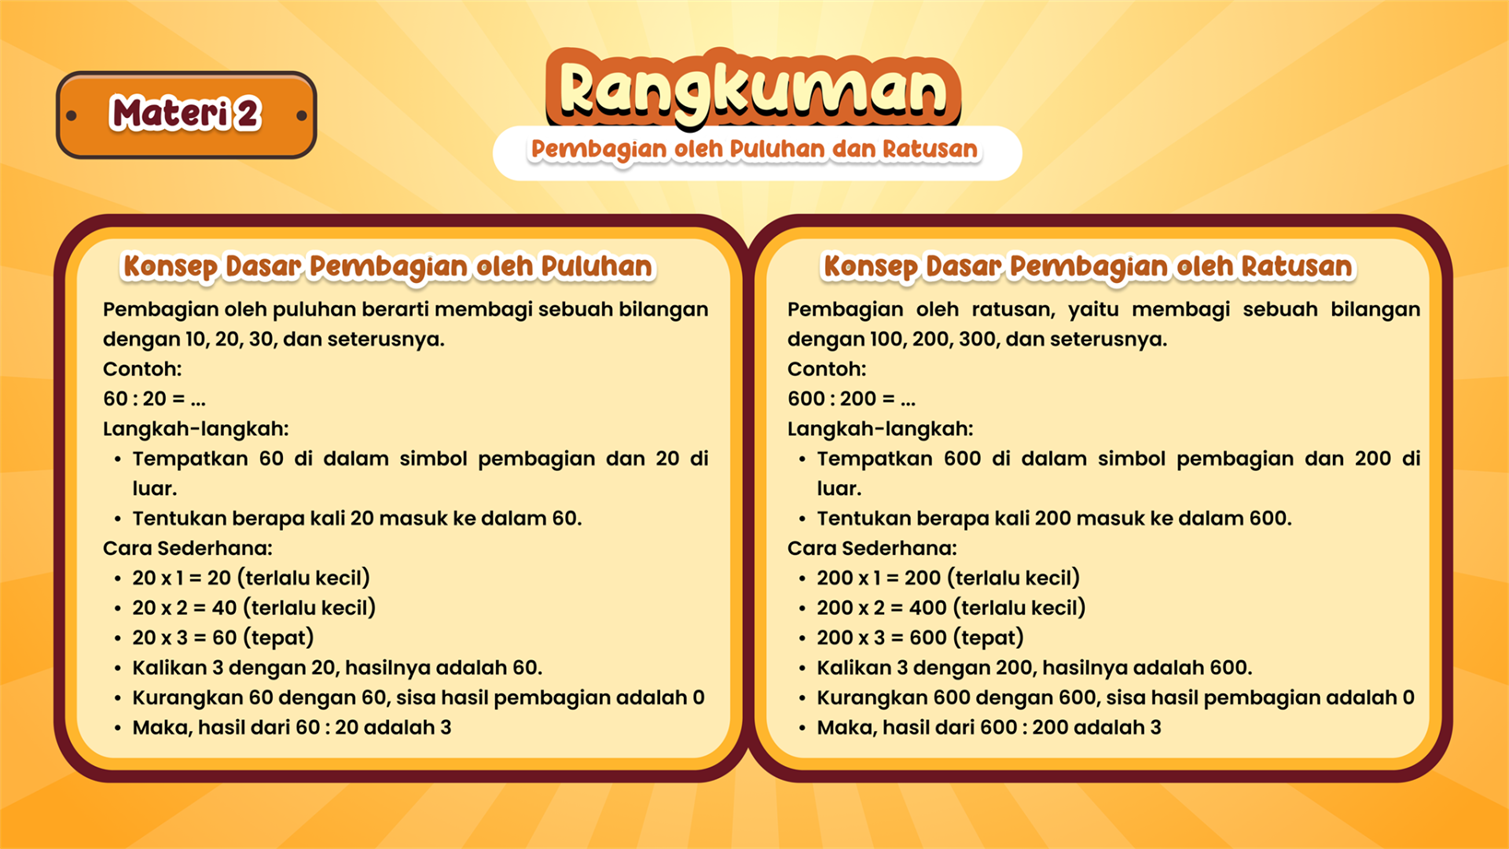 Materi 2
Rangkuman
Pembagian oleh Puluhan dan Ratusan
Konsep Dasar Pembagian oleh Puluhan
Pembagian oleh puluhan berarti membagi sebuah bilangan
dengan 10, 20, 30, dan seterusnya.
Contoh:
60 : 20 = ...
Langkah-langkah:
• Tempatkan 60 di dalam simbol pembagian dan 20 di
luar.
• Tentukan berapa kali 20 masuk ke dalam 60.
Cara Sederhana:
• 20 x 1 = 20 (terlalu kecil)
• 20 x 2 = 40 (terlalu kecil)
• 20 x 3 = 60 (tepat)
• Kalikan 3 dengan 20, hasilnya adalah 60.
• Kurangkan 60 dengan 60, sisa hasil pembagian adalah 0
• Maka, hasil dari 60 : 20 adalah 3
Konsep Dasar Pembagian oleh Ratusan
Pembagian oleh ratusan, yaitu membagi sebuah bilangan
dengan 100, 200, 300, dan seterusnya.
Contoh:
600 : 200 = ...
Langkah-langkah:
• Tempatkan 600 di dalam simbol pembagian dan 200 di
luar.
• Tentukan berapa kali 200 masuk ke dalam 600.
Cara Sederhana:
• 200 x 1 = 200 (terlalu kecil)
• 200 x 2 = 400 (terlalu kecil)
• 200 x 3 = 600 (tepat)
• Kalikan 3 dengan 200, hasilnya adalah 600.
• Kurangkan 600 dengan 600, sisa hasil pembagian adalah 0
• Maka, hasil dari 600 : 200 adalah 3